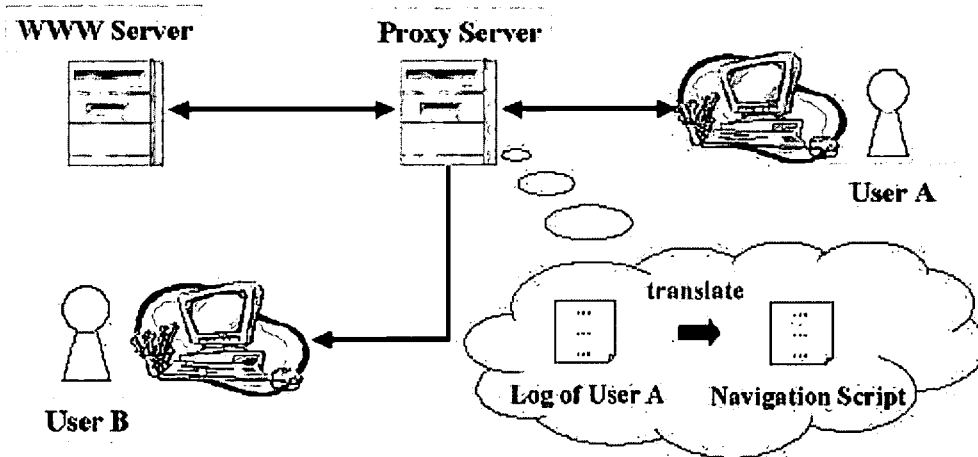 WWW Server
Proxy Server
User A
translate
Log of User A
Navigation Script
User B